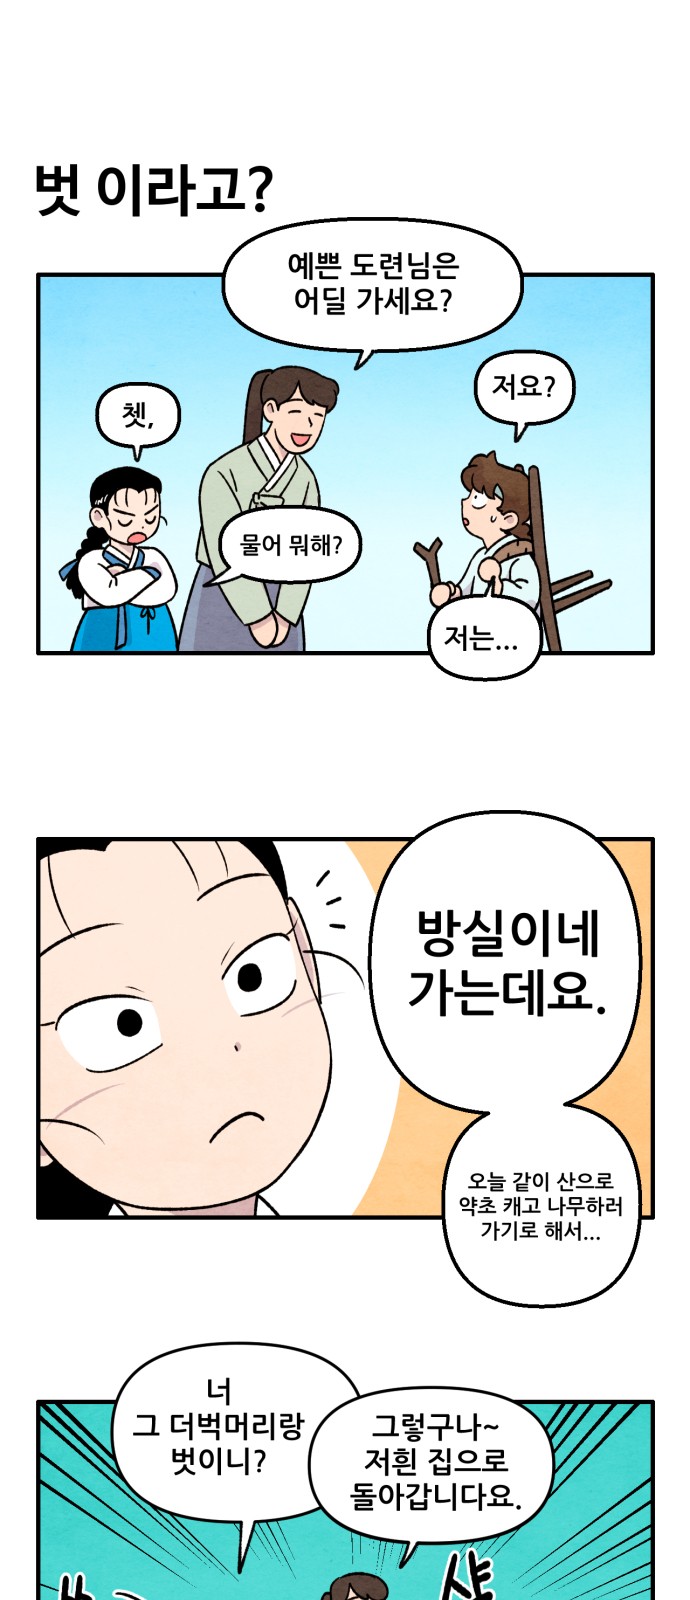 벗 이라고?
예쁜 도련님은
어딜 가세요?
쳇,
저요?
물어 뭐해?
저는...
방실이네
가는데요.
오늘 같이 산으로
약초 캐고 나무하러
가기로 해서...
너
그 더벅머리랑
벗이니?
그렇구나~
저흰 집으로
돌아갑니다요.
샥